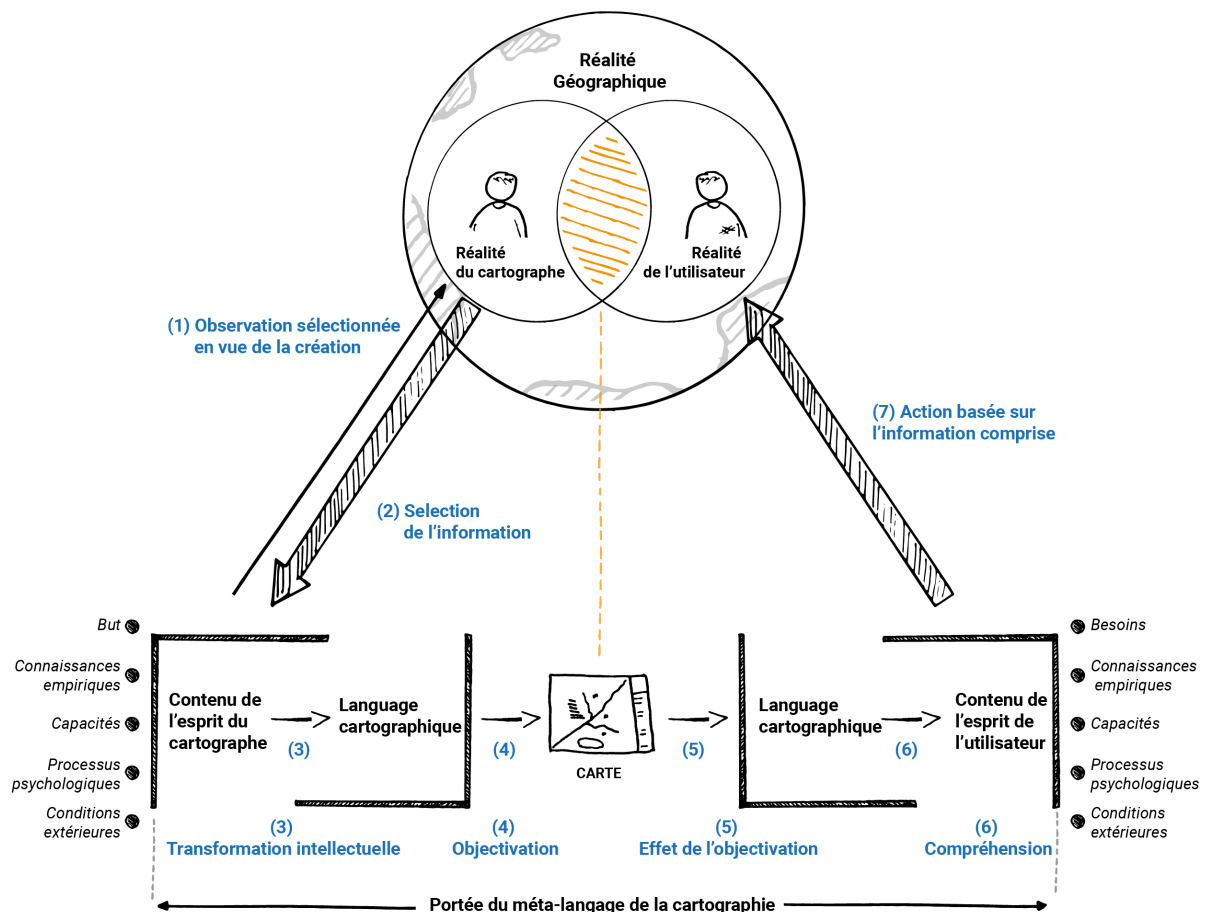 Réalité
Géographique
Réalité
du cartographe
Réalité
de l’utilisateur
(1) Observation sélectionnée
en vue de la création
(2) Selection
de l’information
(7) Action basée sur
l’information comprise
But
Connaissances
empiriques
Capacités
Processus
psychologiques
Conditions
extérieures
Contenu de
l’esprit du
cartographe
(3)
Language
cartographique
(4)
CARTE
(5)
Language
cartographique
(6)
Contenu de
l’esprit de
l’utilisateur
Besoins
Connaissances
empiriques
Capacités
Processus
psychologiques
Conditions
extérieures
(3)
Transformation intellectuelle
(4)
Objectivation
(5)
Effet de l’objectivation
(6)
Compréhension
Portée du méta-langage de la cartographie